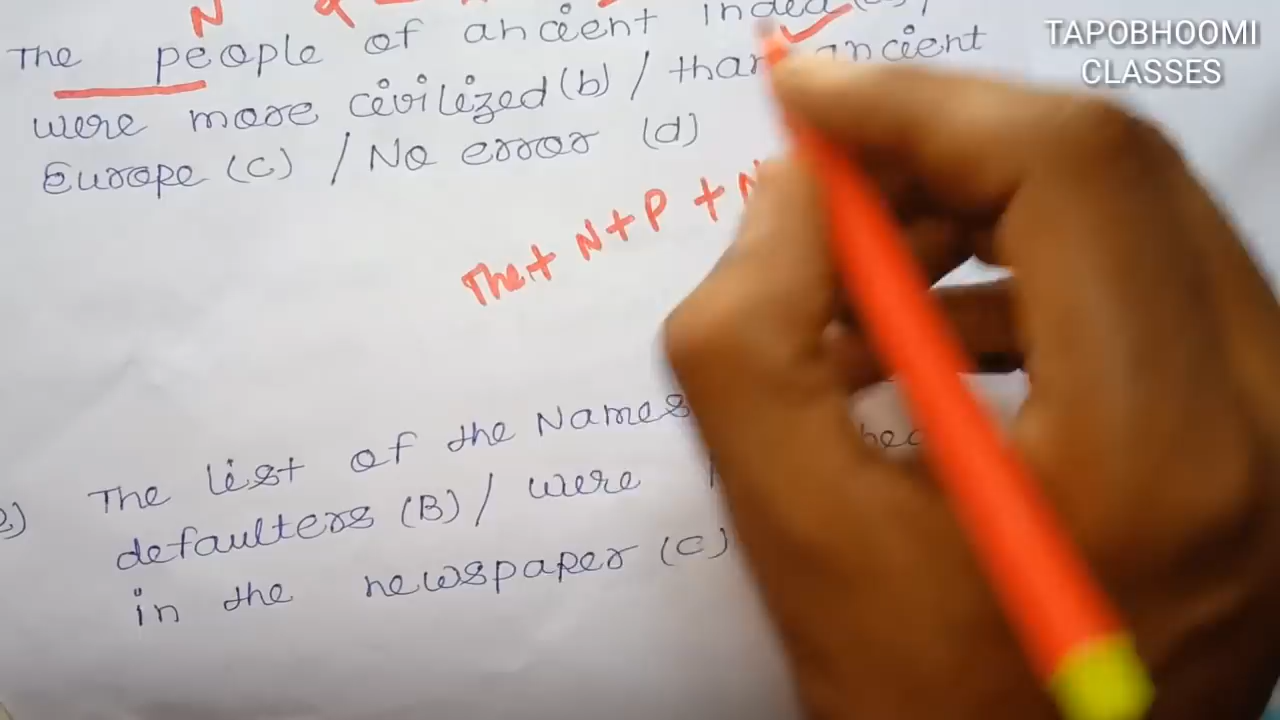 N
The people of ancient India
TAPOBHOOMI
CLASSES
were more civilized (b) / than ancient
Europe (c) / No error (d)
The + N + P + N
The list of the Names
defaulters (B) / were
in the newspaper (C)